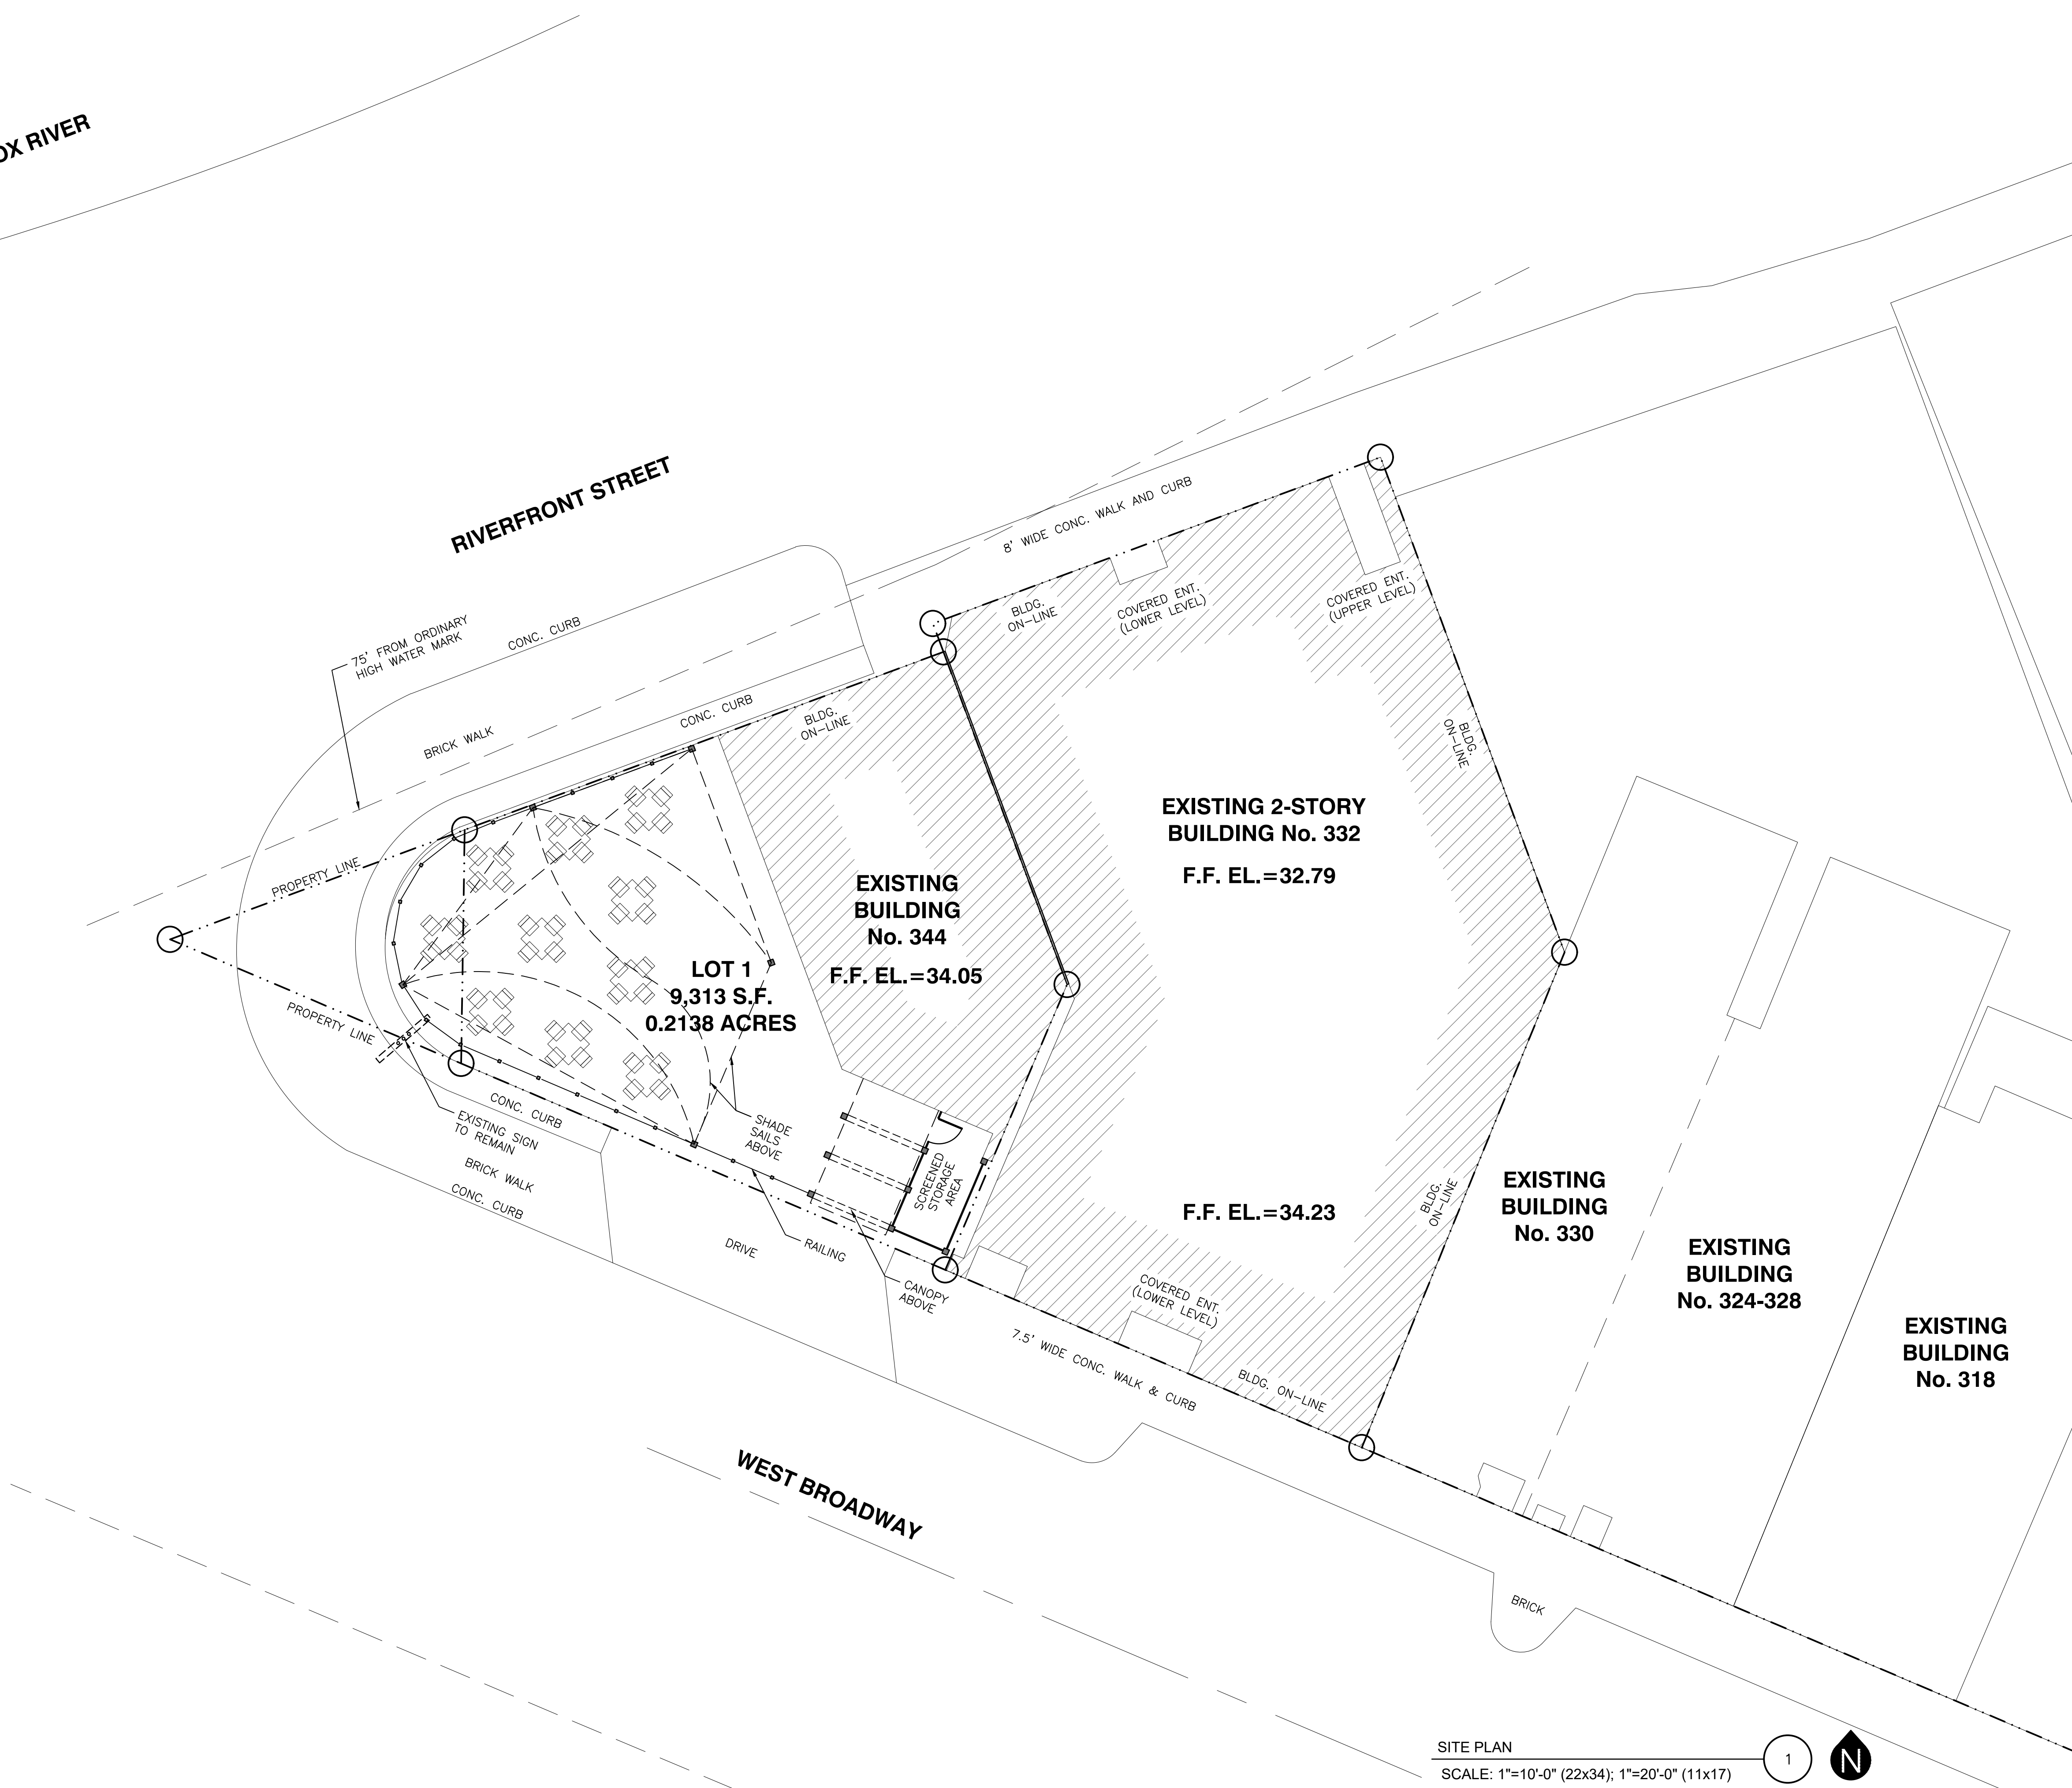 OX RIVER
RIVERFRONT STREET
8' WIDE CONC. WALK AND CURB
75' FROM ORDINARY
HIGH WATER MARK
CONC. CURB
BRICK WALK
CONC. CURB
BLDG.
ON-LINE
BLDG.
ON-LINE
COVERED ENT.
(LOWER LEVEL)
COVERED ENT.
(UPPER LEVEL)
BLDG.
ON-LINE
PROPERTY LINE
PROPERTY LINE
EXISTING 2-STORY
BUILDING No. 332
F.F. EL.=32.79
EXISTING
BUILDING
No. 344
F.F. EL.=34.05
LOT 1
9,313 S.F.
0.2138 ACRES
CONC. CURB
EXISTING SIGN
TO REMAIN
BRICK WALK
CONC. CURB
SHADE
SAILS
ABOVE
SCREENED
STORAGE
AREA
DRIVE
RAILING
CANOPY
ABOVE
F.F. EL.=34.23
BLDG.
ON-LINE
COVERED ENT.
(LOWER LEVEL)
7.5' WIDE CONC. WALK & CURB
BLDG. ON-LINE
EXISTING
BUILDING
No. 330
EXISTING
BUILDING
No. 324-328
EXISTING
BUILDING
No. 318
WEST BROADWAY
BRICK
SITE PLAN
SCALE: 1"=10'-0" (22x34); 1"=20'-0" (11x17)
1
N